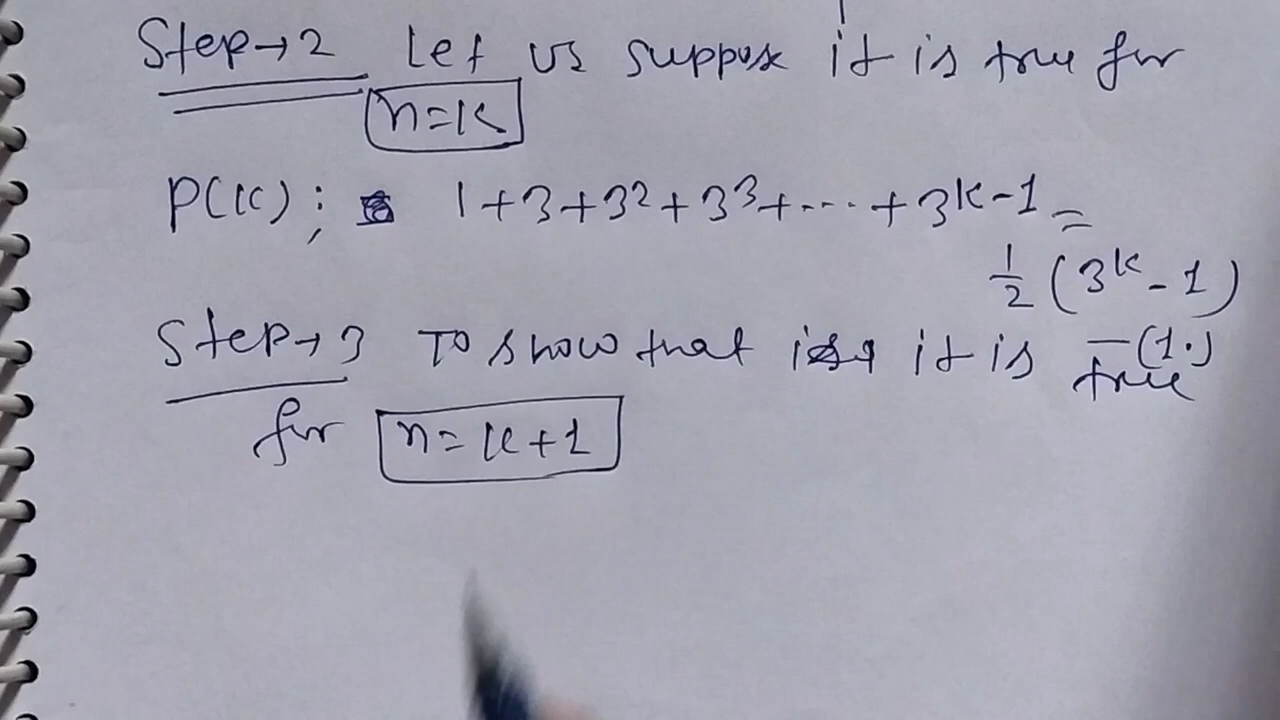 Step→2 Let us suppose it is true for
n=k
P(k); 1+3+3²+3³+----+3^k-1 =
1/2 (3^k - 1)
—(1.)
Step→3 To show that it is true
for n=k+1